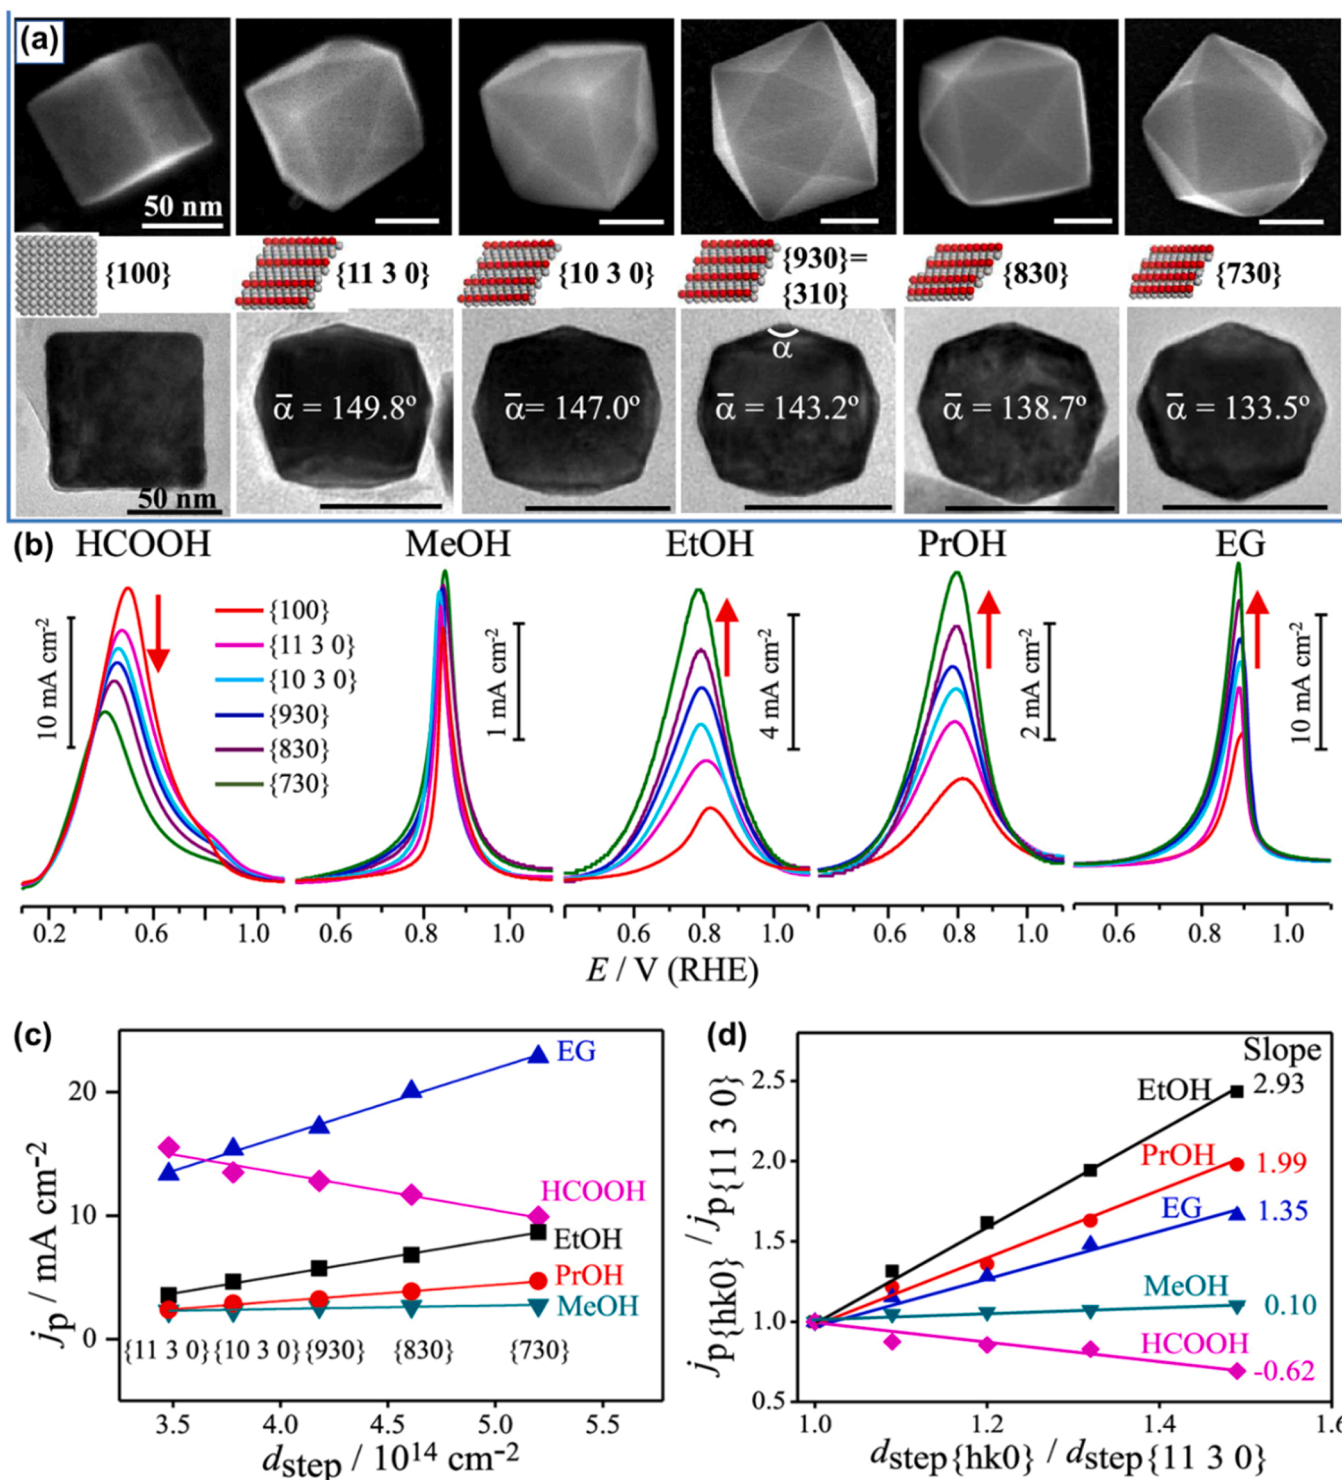 (a)
50 nm
{100}
{11 3 0}
{10 3 0}
{930}=
{310}
{830}
{730}
α
ᾱ = 149.8º
ᾱ= 147.0º
ᾱ = 143.2º
ᾱ = 138.7º
ᾱ = 133.5º
50 nm
(b)
HCOOH
MeOH
EtOH
PrOH
EG
10 mA cm-2
{100}
{11 3 0}
{10 3 0}
{930}
{830}
{730}
1 mA cm-2
4 mA cm-2
2 mA cm-2
10 mA cm-2
0.2 0.6 1.0
0.6 0.8 1.0
0.6 0.8 1.0
0.6 0.8 1.0
0.6 0.8 1.0
E / V (RHE)
(c)
jp / mA cm-2
20
10
0
EG
HCOOH
EtOH
PrOH
MeOH
{11 3 0} {10 3 0} {930} {830} {730}
3.5 4.0 4.5 5.0 5.5
dstep / 1014 cm-2
(d)
jp{hk0} / jp{11 3 0}
2.5
2.0
1.5
1.0
0.5
Slope
EtOH 2.93
PrOH 1.99
EG 1.35
MeOH 0.10
HCOOH -0.62
1.0 1.2 1.4 1.6
dstep{hk0} / dstep{11 3 0}